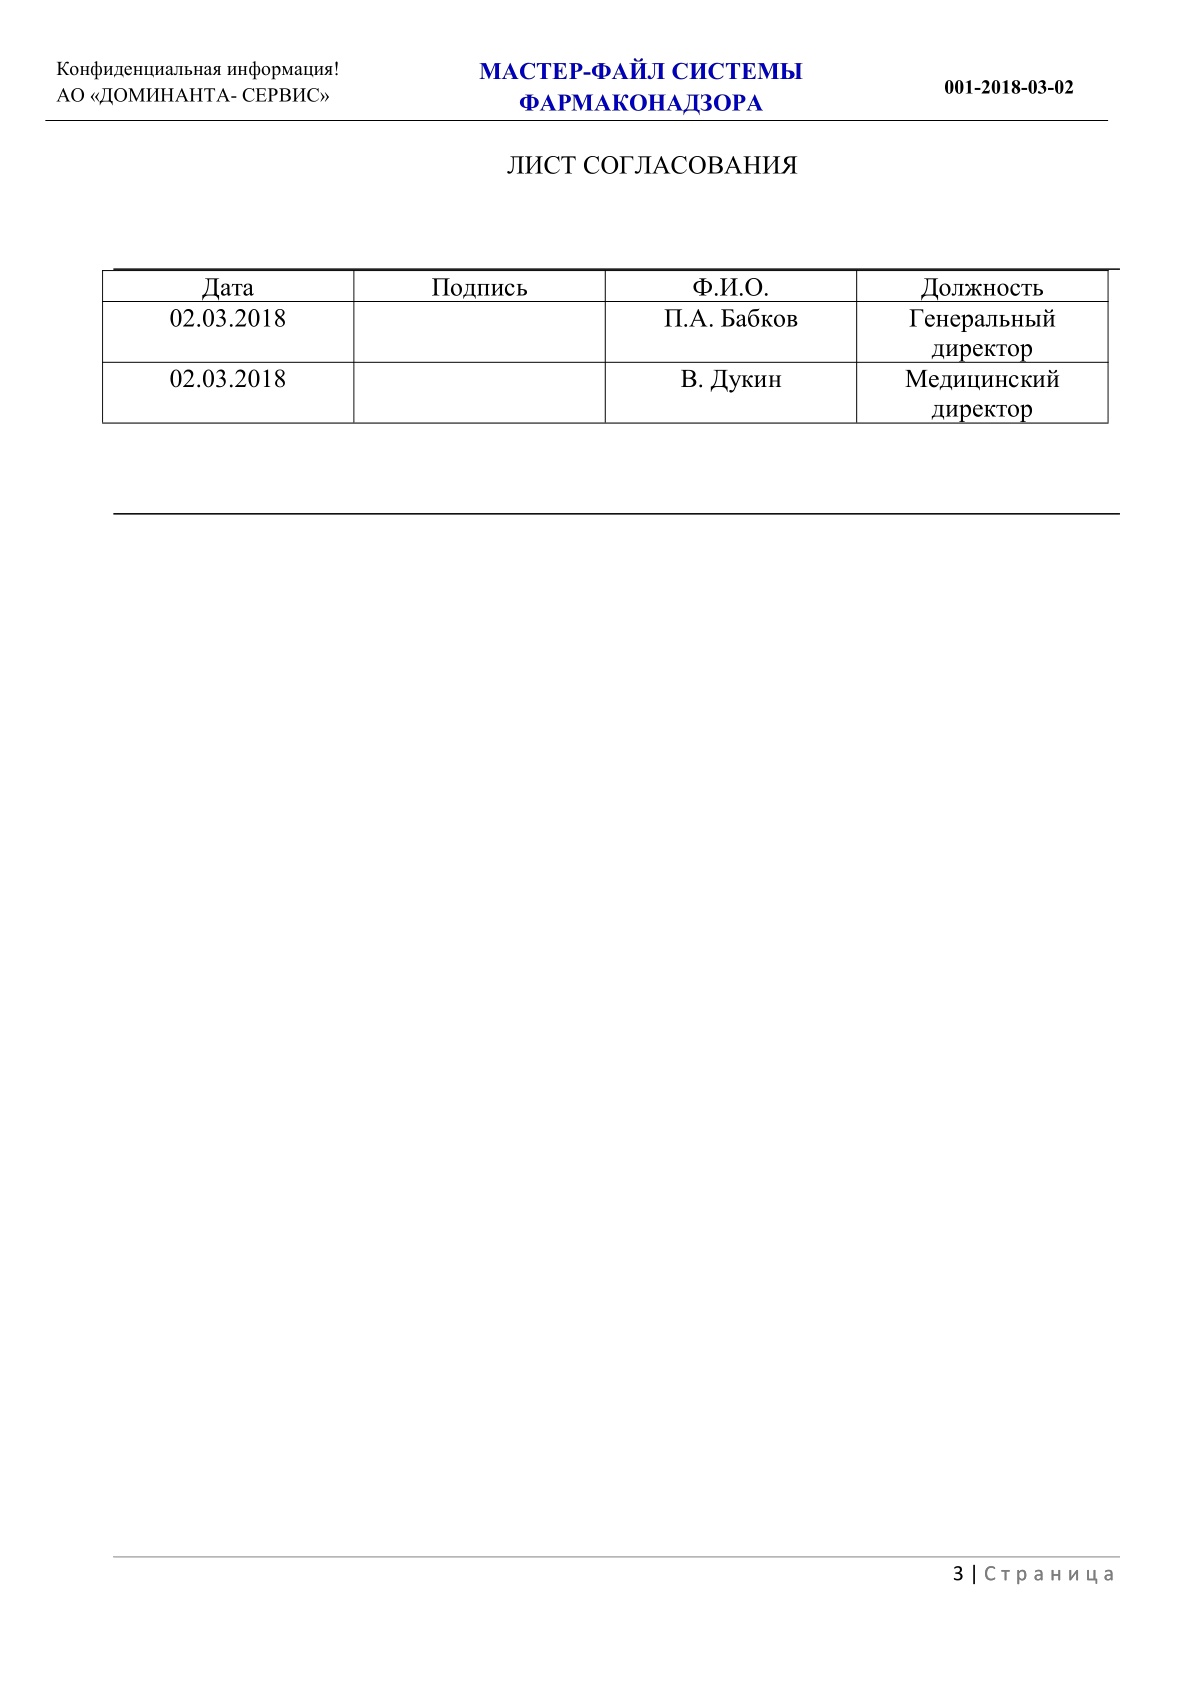 Конфиденциальная информация!
АО «ДОМИНАНТА- СЕРВИС»
МАСТЕР-ФАЙЛ СИСТЕМЫ
ФАРМАКОНАДЗОРА
001-2018-03-02
ЛИСТ СОГЛАСОВАНИЯ
Дата Подпись Ф.И.О. Должность
02.03.2018 П.А. Бабков Генеральный
директор
02.03.2018 В. Дукин Медицинский
директор
3 | Страница